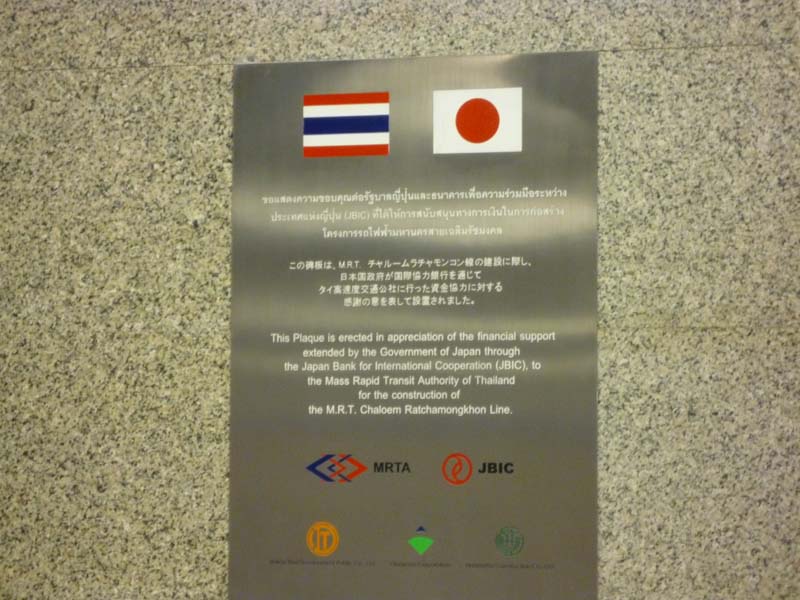 ขอแสดงความขอบคุณต่อรัฐบาลญี่ปุ่นและธนาคารเพื่อความร่วมมือระหว่าง
ประเทศแห่งญี่ปุ่น (JBIC) ที่ได้ให้การสนับสนุนทางการเงินในการก่อสร้าง
โครงการรถไฟฟ้ามหานครสายเฉลิมรัชมงคล
この碑板は、M.R.T. チャルームラチャモンコン線の建設に際し、
日本国政府が国際協力銀行を通じて
タイ高速度交通公社に行った資金協力に対する
感謝の意を表して設置されました。
This Plaque is erected in appreciation of the financial support
extended by the Government of Japan through
the Japan Bank for International Cooperation (JBIC), to
the Mass Rapid Transit Authority of Thailand
for the construction of
the M.R.T. Chaloem Ratchamongkhon Line.
MRTA JBIC